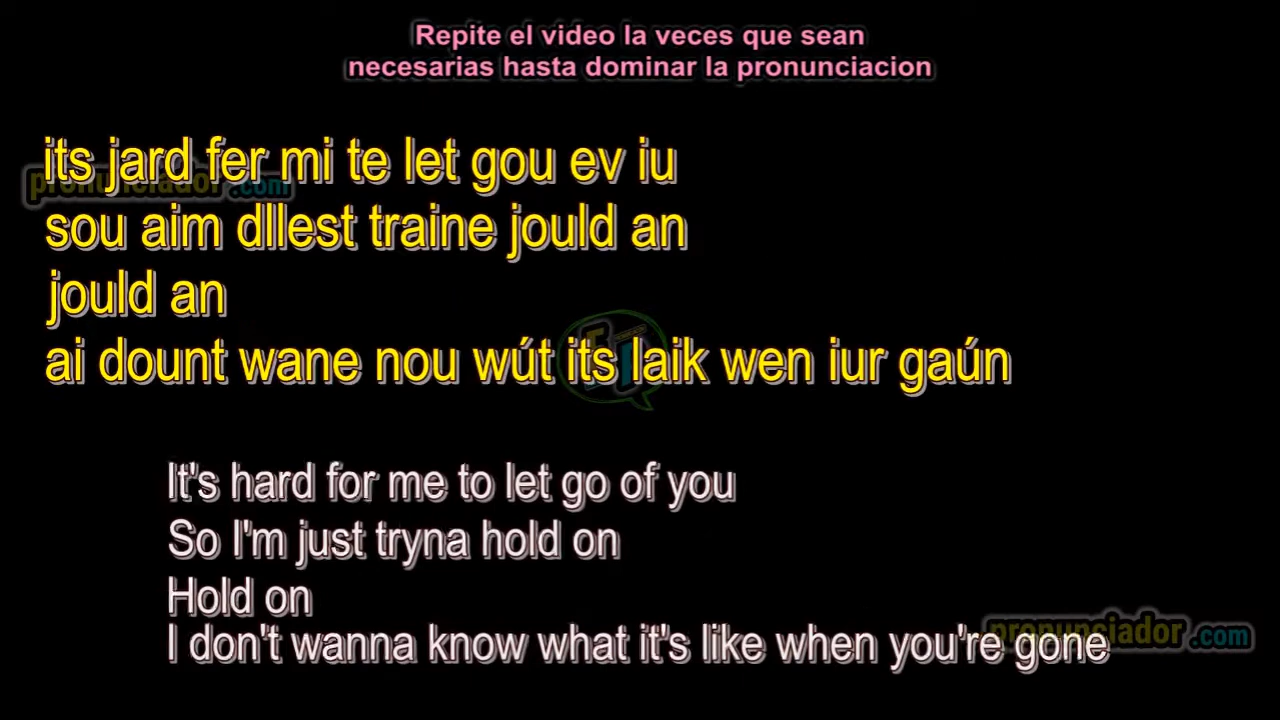 Repite el video la veces que sean
necesarias hasta dominar la pronunciacion
its jard fer mi te let gou ev iu
pronunciador .com
sou aim dllest traine jould an
jould an
ai dount wane nou wút its laik wen iur gaún
It's hard for me to let go of you
So I'm just tryna hold on
Hold on
pronunciador .com
I don't wanna know what it's like when you're gone